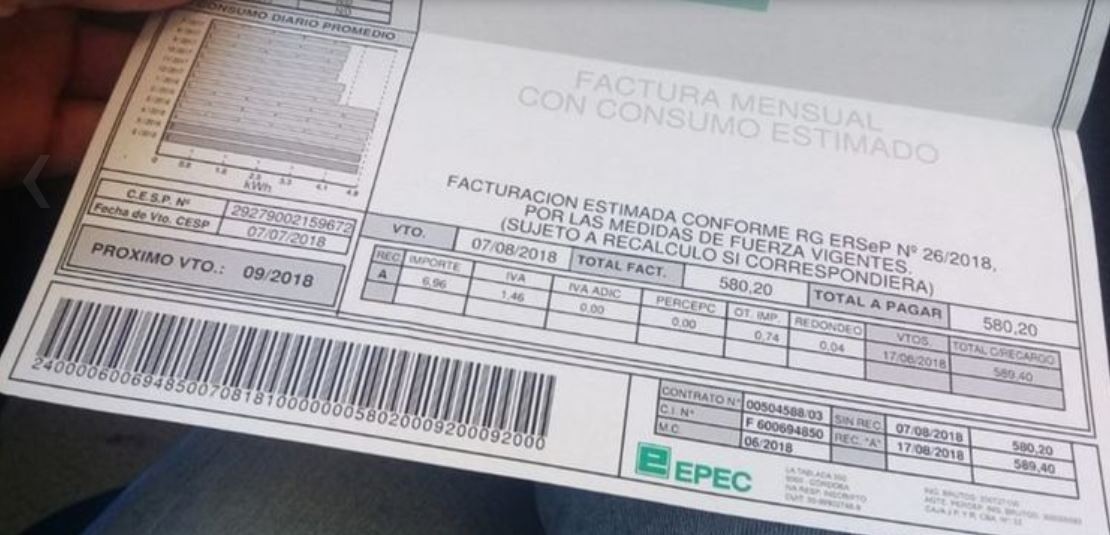 CONSUMO DIARIO PROMEDIO
kWh
C.E.S.P. Nº 29279002159672
Fecha de Vto. CESP 07/07/2018
PROXIMO VTO.: 09/2018
FACTURA MENSUAL
CON CONSUMO ESTIMADO
FACTURACION ESTIMADA CONFORME RG ERSeP Nº 26/2018,
POR LAS MEDIDAS DE FUERZA VIGENTES.
(SUJETO A RECALCULO SI CORRESPONDIERA)
VTO. 07/08/2018 TOTAL FACT. 580,20 TOTAL A PAGAR 580,20
REC. IMPORTE IVA IVA ADIC PERCEPC OT. IMP. REDONDEO VTOS. TOTAL C/RECARGO
A 6,96 1,46 0,00 0,00 0,74 0,04 17/08/2018 589,40
CONTRATO Nº 00504588/03 SIN REC. 07/08/2018 580,20
C.I. Nº F 600694850 REC. "A" 17/08/2018 589,40
M.C. 06/2018
EPEC